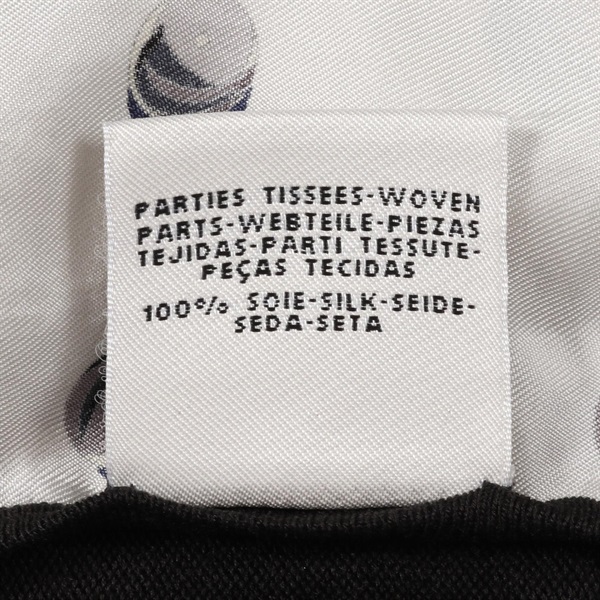 PARTIES TISSEES-WOVEN
PARTS-WEBTEILE-PIEZAS
TEJIDAS-PARTI TESSUTE-
PEÇAS TECIDAS
100% SOIE-SILK-SEIDE-
SEDA-SETA